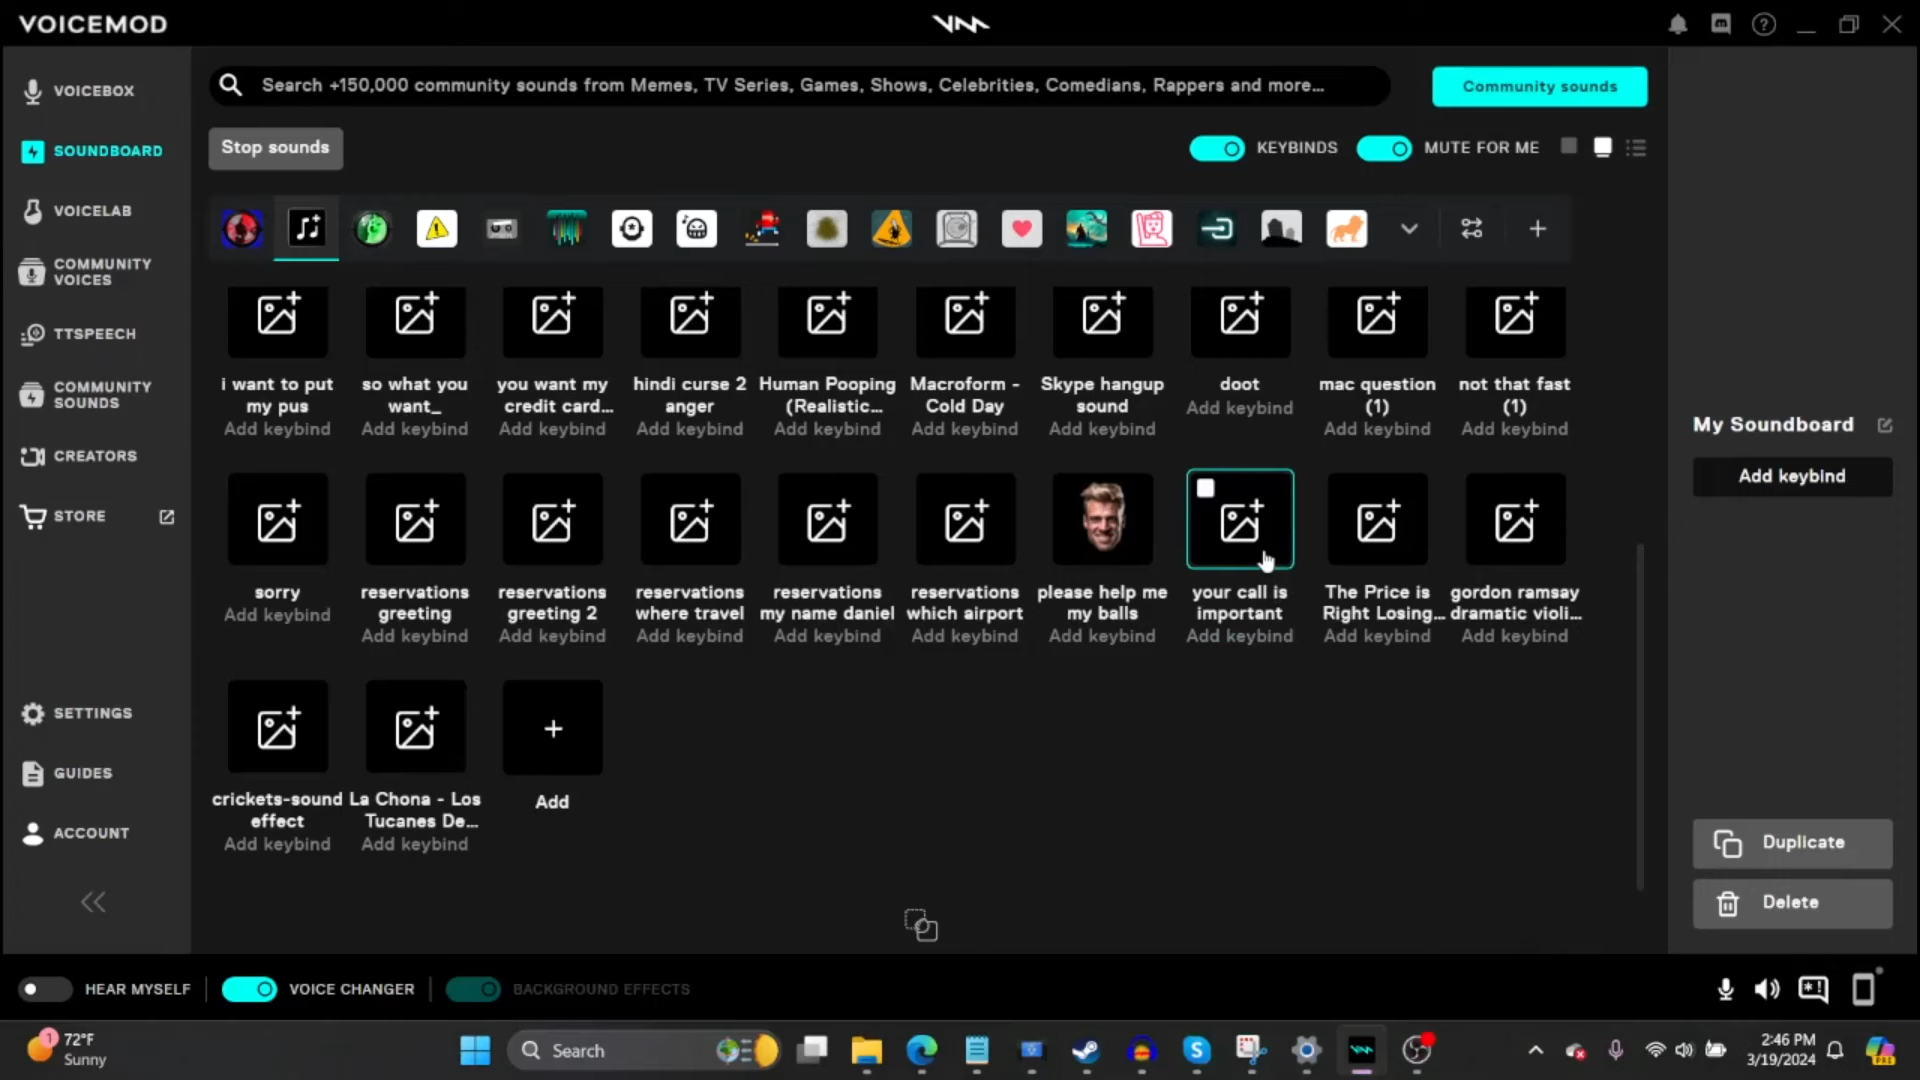 VOICEMOD
VOICEBOX
SOUNDBOARD
VOICELAB
COMMUNITY
VOICES
TTSPEECH
COMMUNITY
SOUNDS
CREATORS
STORE
SETTINGS
GUIDES
ACCOUNT
Search +150,000 community sounds from Memes, TV Series, Games, Shows, Celebrities, Comedians, Rappers and more...
Community sounds
Stop sounds
KEYBINDS
MUTE FOR ME
i want to put
my pus
Add keybind
so what you
want_
Add keybind
you want my
credit card...
Add keybind
hindi curse 2
anger
Add keybind
Human Pooping
(Realistic...
Add keybind
Macroform -
Cold Day
Add keybind
Skype hangup
sound
Add keybind
doot
Add keybind
mac question
(1)
Add keybind
not that fast
(1)
Add keybind
sorry
Add keybind
reservations
greeting
Add keybind
reservations
greeting 2
Add keybind
reservations
where travel
Add keybind
reservations
my name daniel
Add keybind
reservations
which airport
Add keybind
please help me
my balls
Add keybind
your call is
important
Add keybind
The Price is
Right Losing...
Add keybind
gordon ramsay
dramatic violi...
Add keybind
crickets-sound
effect
Add keybind
La Chona - Los
Tucanes De...
Add keybind
Add
My Soundboard
Add keybind
Duplicate
Delete
HEAR MYSELF
VOICE CHANGER
BACKGROUND EFFECTS
1
72°F
Sunny
Search
2:46 PM
3/19/2024
PRE